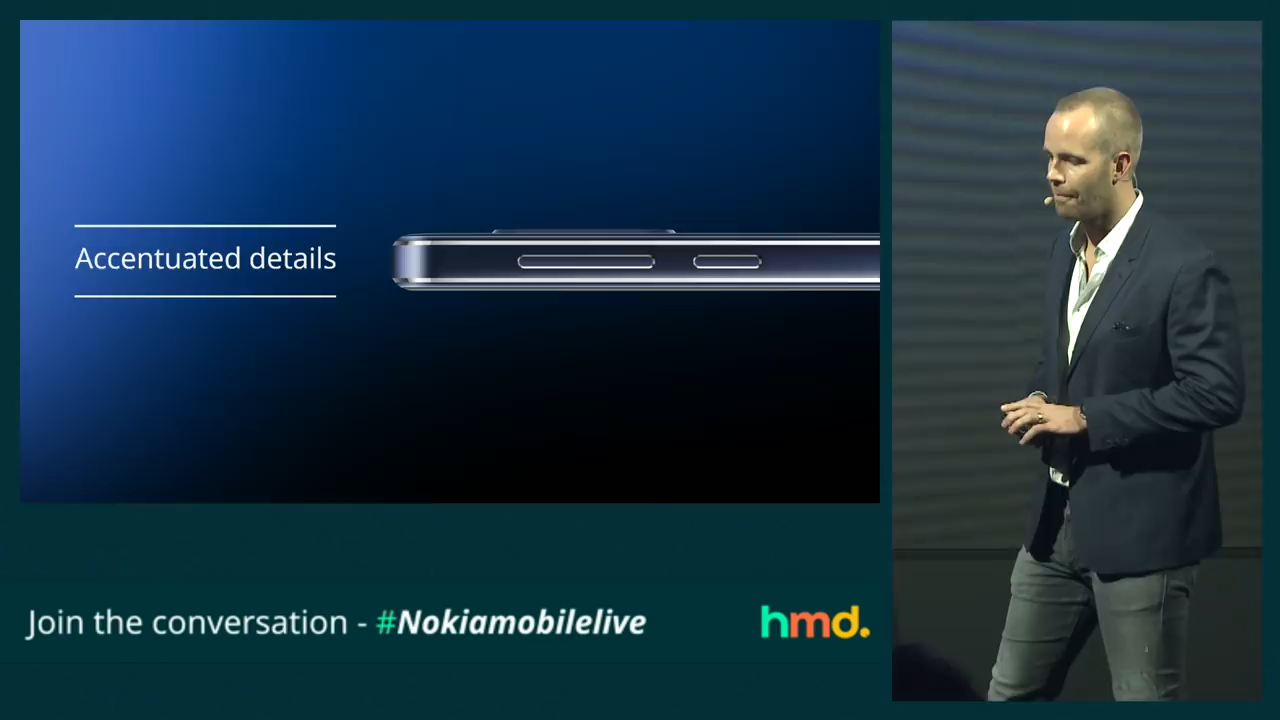 Accentuated details
Join the conversation - #Nokiamobilelive
hmd.